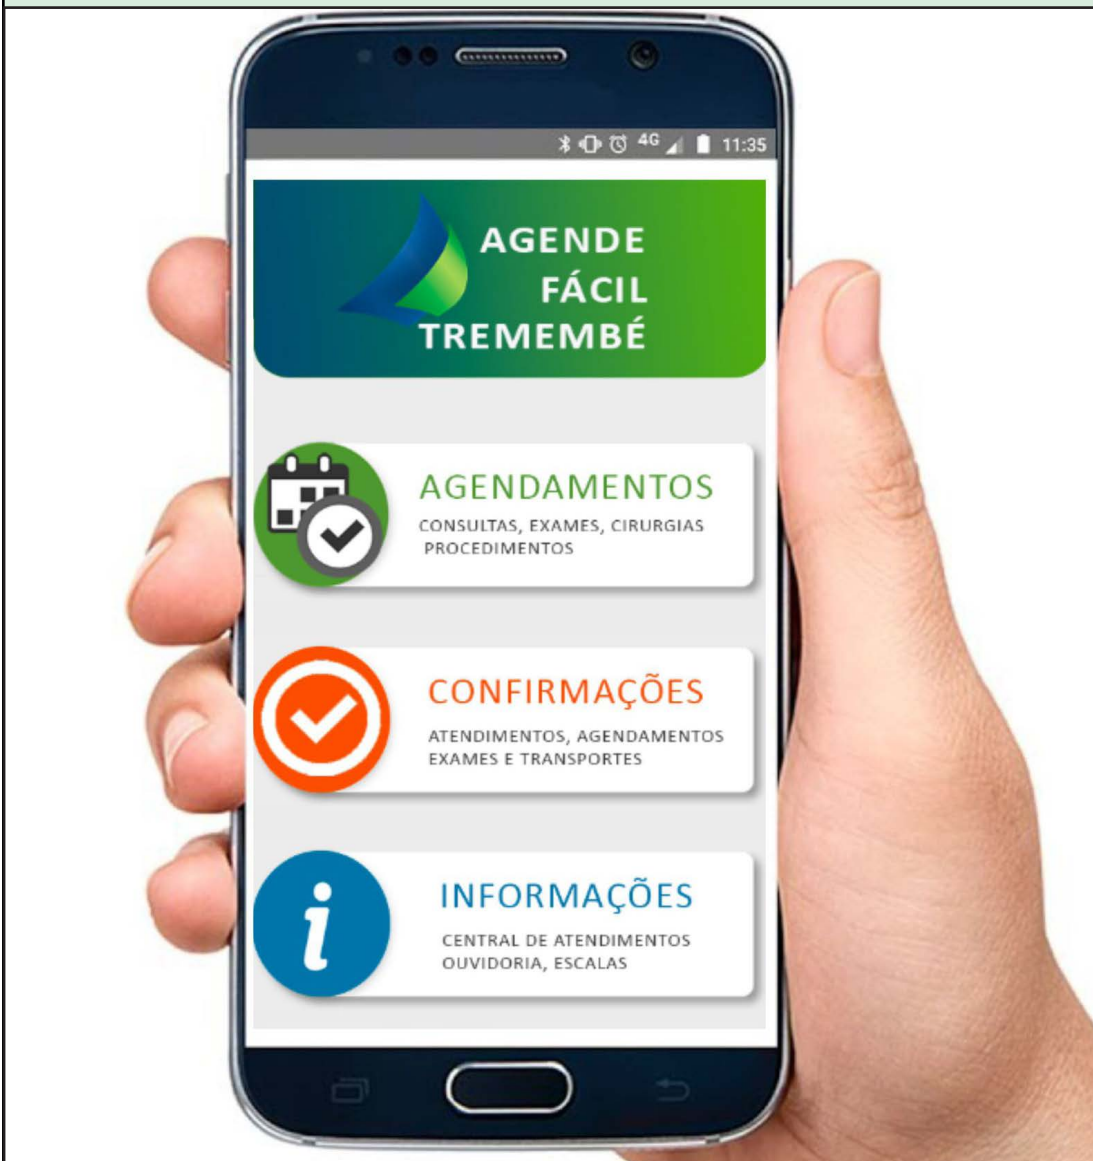 4G 11:35
AGENDE
FÁCIL
TREMEMBÉ
AGENDAMENTOS
CONSULTAS, EXAMES, CIRURGIAS
PROCEDIMENTOS
CONFIRMAÇÕES
ATENDIMENTOS, AGENDAMENTOS
EXAMES E TRANSPORTES
i
INFORMAÇÕES
CENTRAL DE ATENDIMENTOS
OUVIDORIA, ESCALAS